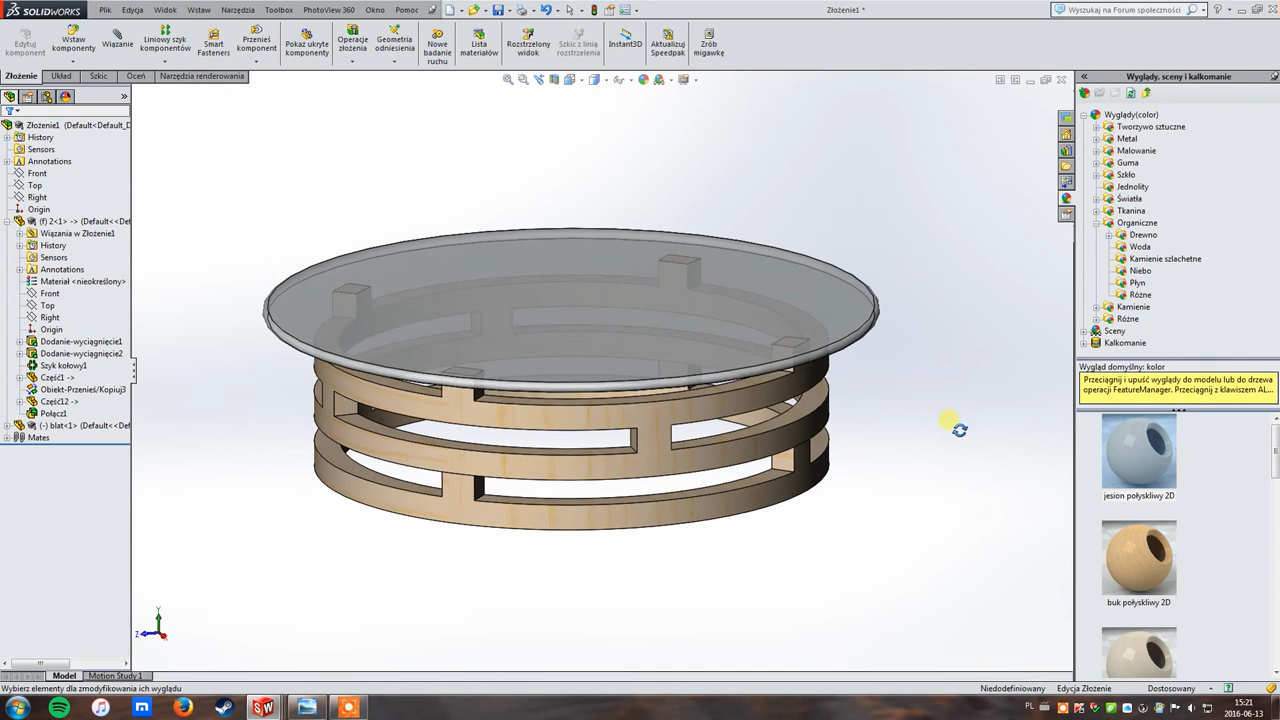 SOLIDWORKS
Plik Edycja Widok Wstaw Narzędzia Toolbox PhotoView 360 Okno Pomoc
Złożenie1 *
Wyszukaj na Forum społeczności
Edytuj komponent
Wstaw komponenty
Wiązanie
Liniowy szyk komponentów
Smart Fasteners
Przenieś komponent
Pokaż ukryte komponenty
Operacje złożenia
Geometria odniesienia
Nowe badanie ruchu
Lista materiałów
Rozstrzelony widok
Szkic z linią rozstrzelenia
Instant3D
Aktualizuj Speedpak
Zrób migawkę
Złożenie Układ Szkic Oceń Narzędzia renderowania
Złożenie1 (Default<Default_D
History
Sensors
Annotations
Front
Top
Right
Origin
(f) 2<1> -> (Default<<Def
Wiązania w Złożenie1
History
Sensors
Annotations
Materiał <nieokreślony>
Front
Top
Right
Origin
Dodanie-wyciągnięcie1
Dodanie-wyciągnięcie2
Szyk kołowy1
Część1 ->
Obiekt-Przenieś/Kopiuj3
Część12 ->
Połącz1
(-) blat<1> (Default<<Def
Mates
Y
Z
Wyglądy, sceny i kalkomanie
Wyglądy(color)
Tworzywo sztuczne
Metal
Malowanie
Guma
Szkło
Jednolity
Światła
Tkanina
Organiczne
Drewno
Woda
Kamienie szlachetne
Niebo
Płyn
Różne
Kamienie
Różne
Sceny
Kalkomanie
Wygląd domyślny: kolor
Przeciągnij i upuść wyglądy do modelu lub do drzewa
operacji FeatureManager. Przeciągnij z klawiszem AL...
jesion połyskliwy 2D
buk połyskliwy 2D
Model Motion Study 1
Wybierz elementy dla zmodyfikowania ich wyglądu
Niedodefiniowany Edycja Złożenie Dostosowany
PL
15:21
2016-06-13